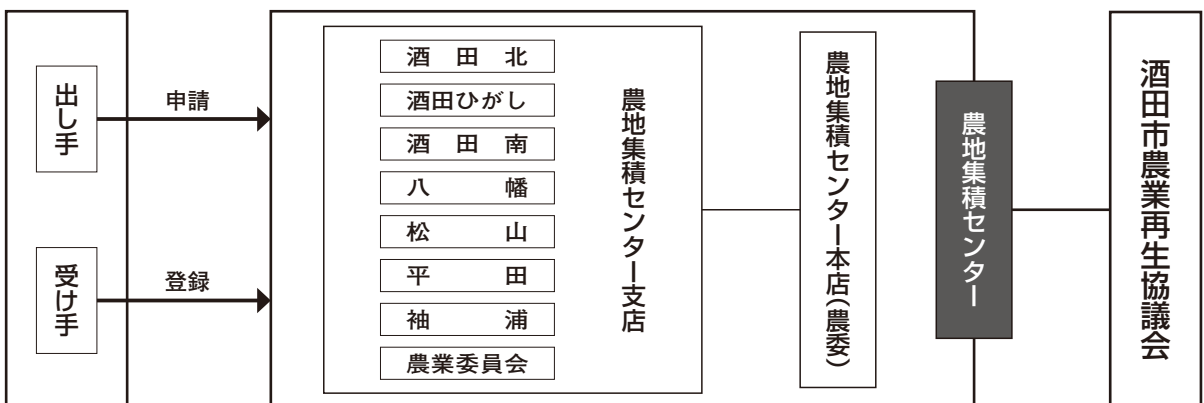 出し手
申請
受け手
登録
酒田北
酒田ひがし
酒田南
八幡
松山
平田
袖浦
農業委員会
農地集積センター支店
農地集積センター本店(農委)
農地集積センター
酒田市農業再生協議会